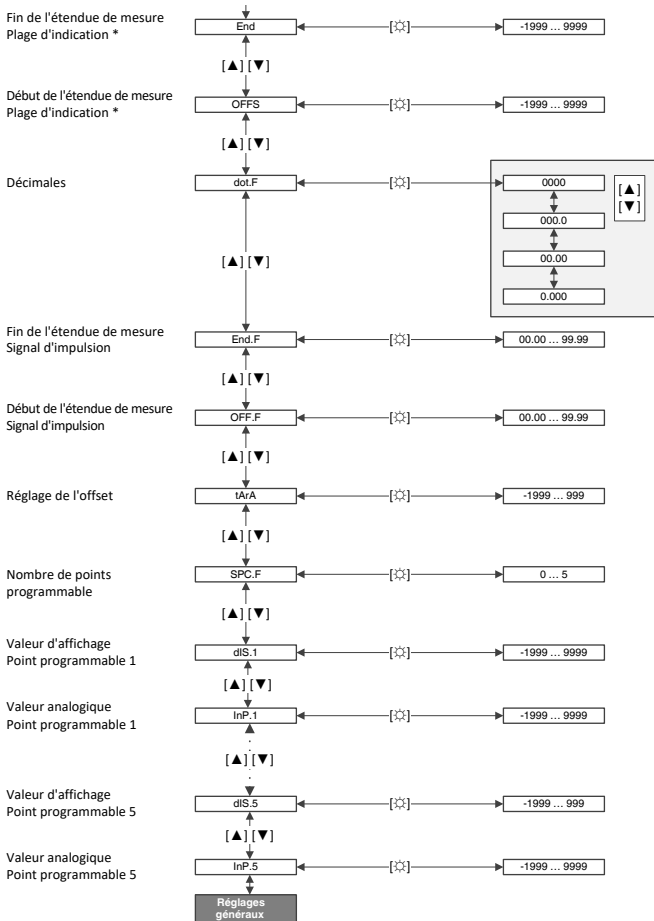 Fin de l'étendue de mesure
Plage d'indication *
End
[☼]
-1999 ... 9999
[▲] [▼]
Début de l'étendue de mesure
Plage d'indication *
OFFS
[☼]
-1999 ... 9999
[▲] [▼]
Décimales
dot.F
[☼]
0000
[▲]
[▼]
000.0
00.00
0.000
[▲] [▼]
Fin de l'étendue de mesure
Signal d'impulsion
End.F
[☼]
00.00 ... 99.99
[▲] [▼]
Début de l'étendue de mesure
Signal d'impulsion
OFF.F
[☼]
00.00 ... 99.99
[▲] [▼]
Réglage de l'offset
tArA
[☼]
-1999 ... 999
[▲] [▼]
Nombre de points
programmable
SPC.F
[☼]
0 ... 5
[▲] [▼]
Valeur d'affichage
Point programmable 1
dIS.1
[☼]
-1999 ... 9999
[▲] [▼]
Valeur analogique
Point programmable 1
InP.1
[☼]
-1999 ... 9999
[▲] [▼]
Valeur d'affichage
Point programmable 5
dIS.5
[☼]
-1999 ... 999
[▲] [▼]
Valeur analogique
Point programmable 5
InP.5
[☼]
-1999 ... 9999
Réglages
généraux